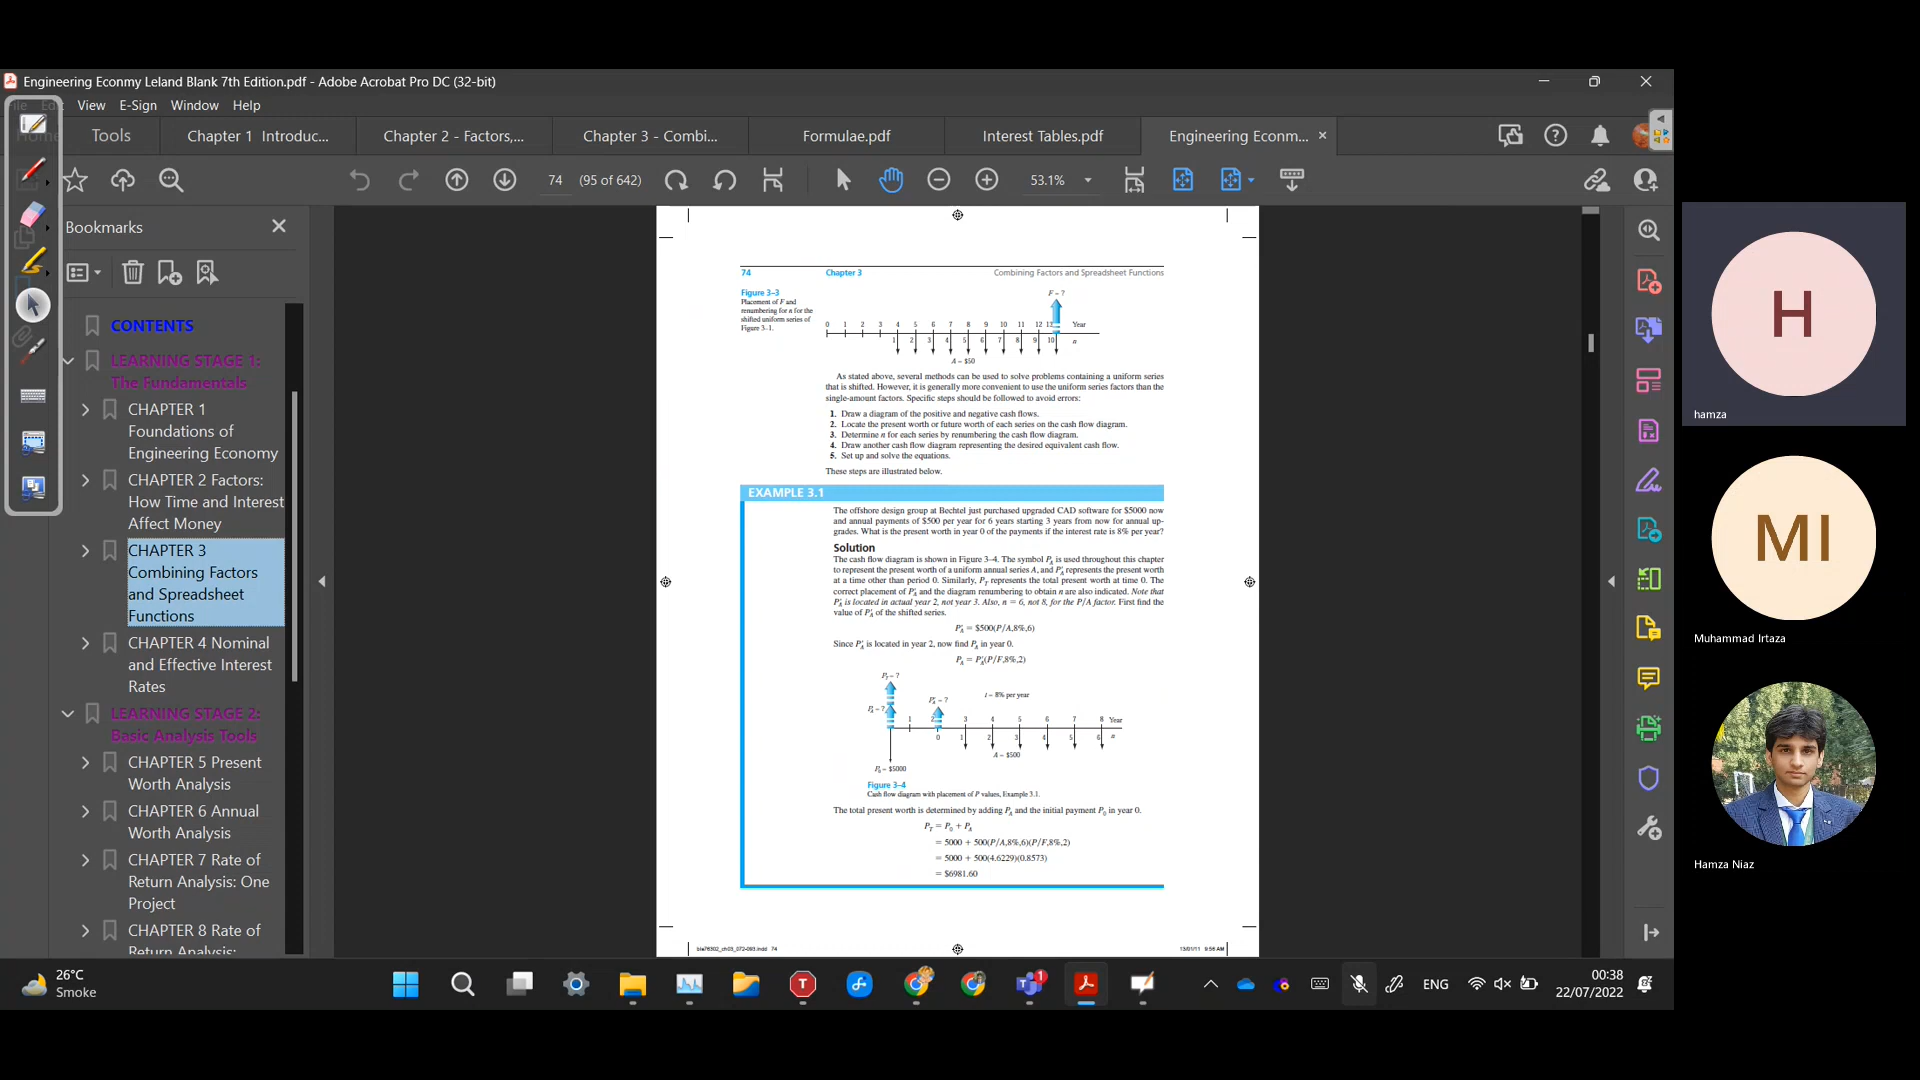 Engineering Econmy Leland Blank 7th Edition.pdf - Adobe Acrobat Pro DC (32-bit)
View E-Sign Window Help
Tools
Chapter 1 Introduc...
Chapter 2 - Factors,...
Chapter 3 - Combi...
Formulae.pdf
Interest Tables.pdf
Engineering Econm...
74 (95 of 642)
53.1%
Bookmarks
CONTENTS
LEARNING STAGE 1:
The Fundamentals
CHAPTER 1
Foundations of
Engineering Economy
CHAPTER 2 Factors:
How Time and Interest
Affect Money
CHAPTER 3
Combining Factors
and Spreadsheet
Functions
CHAPTER 4 Nominal
and Effective Interest
Rates
LEARNING STAGE 2:
Basic Analysis Tools
CHAPTER 5 Present
Worth Analysis
CHAPTER 6 Annual
Worth Analysis
CHAPTER 7 Rate of
Return Analysis: One
Project
CHAPTER 8 Rate of
Return Analysis:
74 Chapter 3 Combining Factors and Spreadsheet Functions
Figure 3–3
Placement of F and
renumbering for n for the
shifted uniform series of
Figure 3–1.
F = ?
0 1 2 3 4 5 6 7 8 9 10 11 12 13 Year
1 2 3 4 5 6 7 8 9 10 n
A = $50
As stated above, several methods can be used to solve problems containing a uniform series
that is shifted. However, it is generally more convenient to use the uniform series factors than the
single-amount factors. Specific steps should be followed to avoid errors:
1. Draw a diagram of the positive and negative cash flows.
2. Locate the present worth or future worth of each series on the cash flow diagram.
3. Determine n for each series by renumbering the cash flow diagram.
4. Draw another cash flow diagram representing the desired equivalent cash flow.
5. Set up and solve the equations.
These steps are illustrated below.
EXAMPLE 3.1
The offshore design group at Bechtel just purchased upgraded CAD software for $5000 now
and annual payments of $500 per year for 6 years starting 3 years from now for annual up-
grades. What is the present worth in year 0 of the payments if the interest rate is 8% per year?
Solution
The cash flow diagram is shown in Figure 3–4. The symbol P_A is used throughout this chapter
to represent the present worth of a uniform annual series A, and P'_A represents the present worth
at a time other than period 0. Similarly, P_T represents the total present worth at time 0. The
correct placement of P'_A and the diagram renumbering to obtain n are also indicated. Note that
P'_A is located in actual year 2, not year 3. Also, n = 6, not 8, for the P/A factor. First find the
value of P'_A of the shifted series.
P'_A = $500(P/A,8%,6)
Since P'_A is located in year 2, now find P_A in year 0.
P_A = P'_A(P/F,8%,2)
P_T = ?
P_A = ? P'_A = ? i = 8% per year
1 2 3 4 5 6 7 8 Year
0 1 2 3 4 5 6 n
A = $500
P_0 = $5000
Figure 3–4
Cash flow diagram with placement of P values, Example 3.1.
The total present worth is determined by adding P_A and the initial payment P_0 in year 0.
P_T = P_0 + P_A
= 5000 + 500(P/A,8%,6)(P/F,8%,2)
= 5000 + 500(4.6229)(0.8573)
= $6981.60
bla76302_ch03_072-093.indd 74
13/01/11 9:56 AM
H
hamza
MI
Muhammad Irtaza
Hamza Niaz
26°C
Smoke
T
1
ENG
00:38
22/07/2022